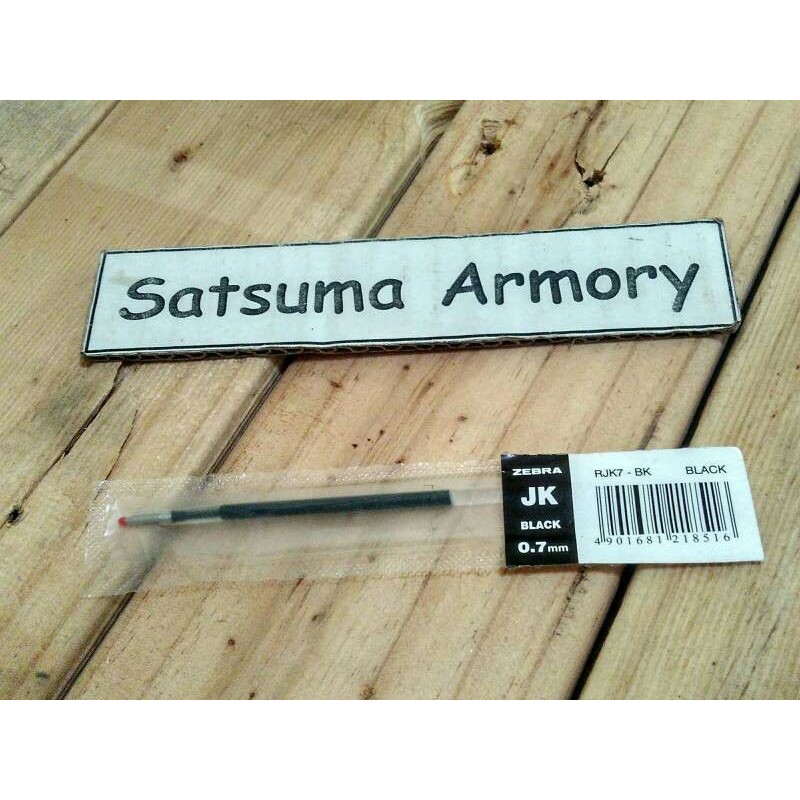 Satsuma Armory
ZEBRA
JK
BLACK
0.7mm
RJK7 - BK BLACK
4 901681 218516